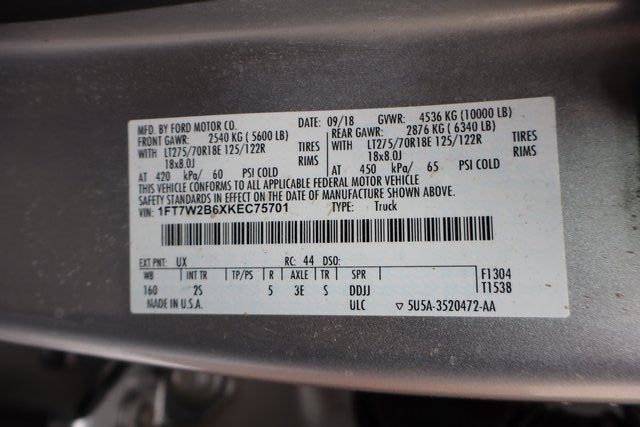 MFD. BY FORD MOTOR CO. DATE: 09/18 GVWR: 4536 KG (10000 LB)
FRONT GAWR: 2540 KG ( 5600 LB) REAR GAWR: 2876 KG ( 6340 LB)
WITH LT275/70R18E 125/122R TIRES WITH LT275/70R18E 125/122R TIRES
18x8.0J RIMS 18x8.0J RIMS
AT 420 kPa/ 60 PSI COLD AT 450 kPa/ 65 PSI COLD
THIS VEHICLE CONFORMS TO ALL APPLICABLE FEDERAL MOTOR VEHICLE
SAFETY STANDARDS IN EFFECT ON THE DATE OF MANUFACTURE SHOWN ABOVE.
VIN: 1FT7W2B6XKEC75701 TYPE: Truck
EXT PNT: UX RC: 44 DSO:
WB INT TR TP/PS R AXLE TR SPR F1304
160 2S 5 3E S DDJJ T1538
MADE IN U.S.A. ULC ▽ 5U5A-3520472-AA